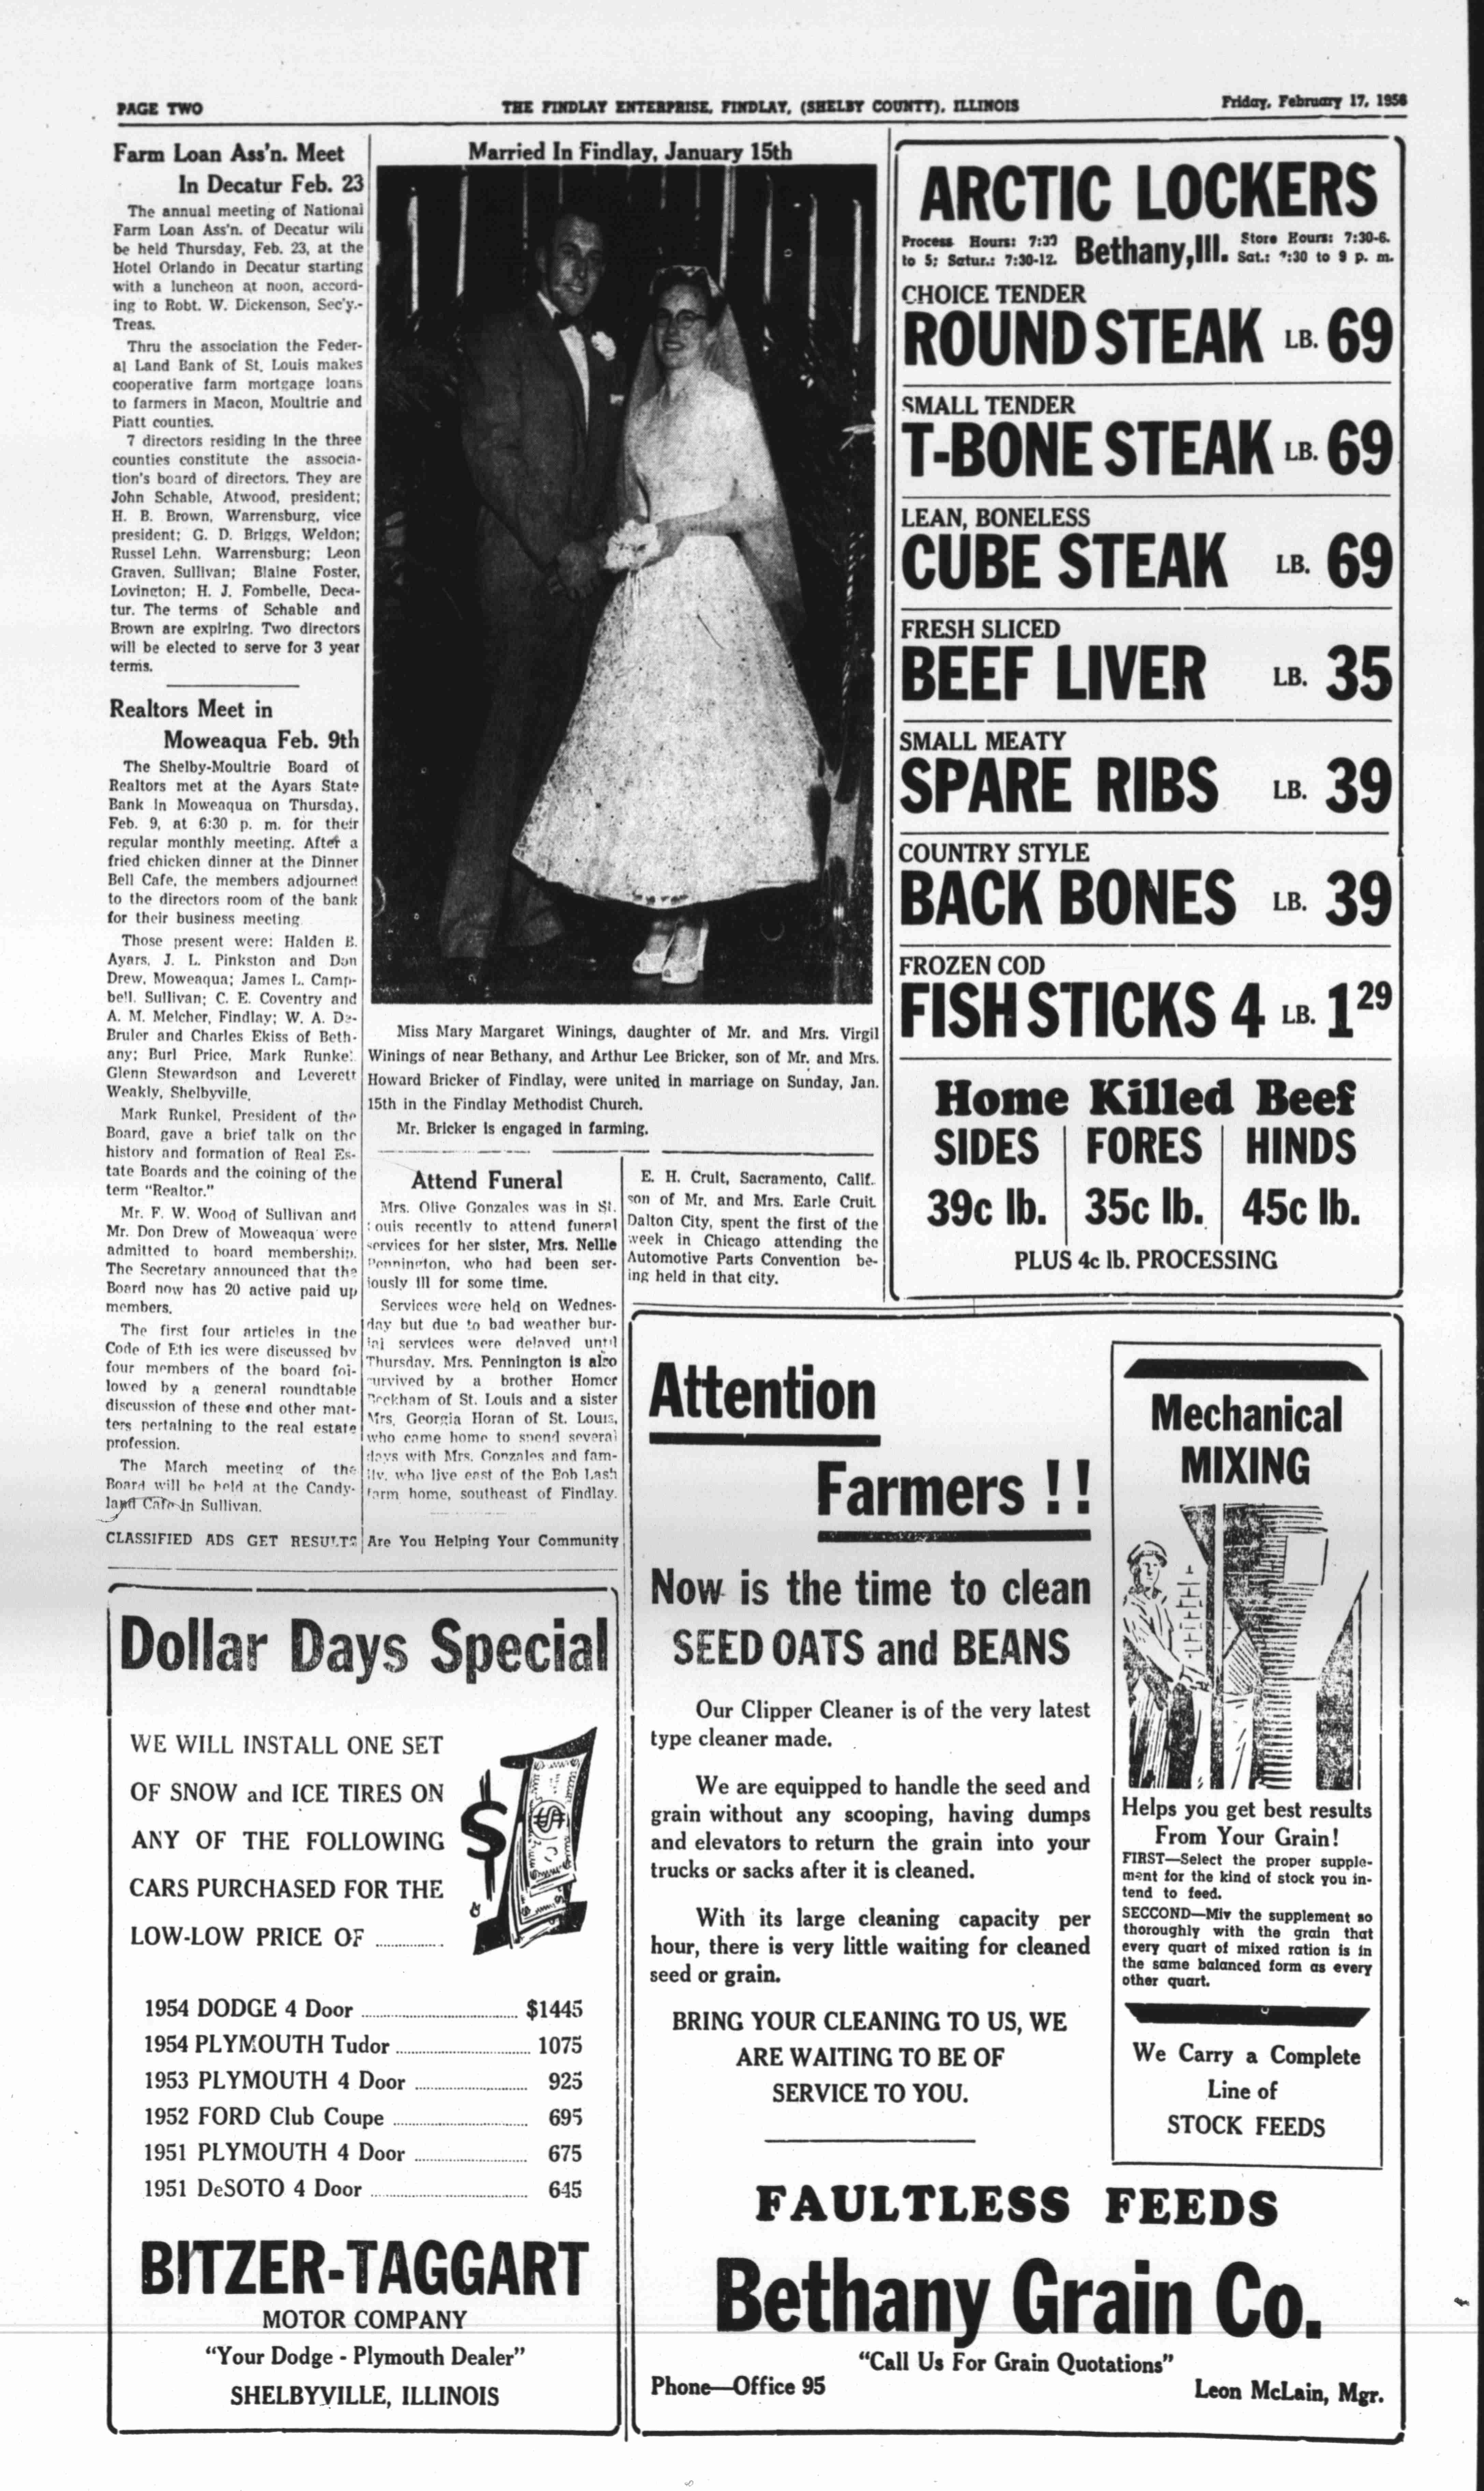 PAGE TWO
THE FINDLAY ENTERPRISE, FINDLAY, (SHELBY COUNTY), ILLINOIS
Friday, February 17, 1956
Farm Loan Ass'n. Meet
In Decatur Feb. 23
The annual meeting of National
Farm Loan Ass'n. of Decatur will
be held Thursday, Feb. 23, at the
Hotel Orlando in Decatur starting
with a luncheon at noon, accord-
ing to Robt. W. Dickenson, Sec'y.-
Treas.
Thru the association the Feder-
al Land Bank of St. Louis makes
cooperative farm mortgage loans
to farmers in Macon, Moultrie and
Piatt counties.
7 directors residing in the three
counties constitute the associa-
tion's board of directors. They are
John Schable, Atwood, president;
H. B. Brown, Warrensburg, vice
president; G. D. Briggs, Weldon;
Russel Lehn, Warrensburg; Leon
Graven, Sullivan; Blaine Foster,
Lovington; H. J. Fombelle, Deca-
tur. The terms of Schable and
Brown are expiring. Two directors
will be elected to serve for 3 year
terms.
Realtors Meet in
Moweaqua Feb. 9th
The Shelby-Moultrie Board of
Realtors met at the Ayars State
Bank in Moweaqua on Thursday,
Feb. 9, at 6:30 p. m. for their
regular monthly meeting. After a
fried chicken dinner at the Dinner
Bell Cafe, the members adjourned
to the directors room of the bank
for their business meeting
Those present were: Halden B.
Ayars, J. L. Pinkston and Don
Drew, Moweaqua; James L. Camp-
bell, Sullivan; C. E. Coventry and
A. M. Melcher, Findlay; W. A. De-
Bruler and Charles Ekiss of Beth-
any; Burl Price, Mark Runkel
Glenn Stewardson and Leverett
Weakly, Shelbyville.
Mark Runkel, President of the
Board, gave a brief talk on the
history and formation of Real Es-
tate Boards and the coining of the
term "Realtor."
Mr. F. W. Wood of Sullivan and
Mr. Don Drew of Moweaqua were
admitted to board membership.
The Secretary announced that the
Board now has 20 active paid up
members.
The first four articles in the
Code of Eth ics were discussed by
four members of the board fol-
lowed by a general roundtable
discussion of these and other mat-
ters pertaining to the real estate
profession.
The March meeting of the
Board will be held at the Candy-
land Cafe in Sullivan.
CLASSIFIED ADS GET RESULTS
Married In Findlay, January 15th
Miss Mary Margaret Winings, daughter of Mr. and Mrs. Virgil
Winings of near Bethany, and Arthur Lee Bricker, son of Mr. and Mrs.
Howard Bricker of Findlay, were united in marriage on Sunday, Jan.
15th in the Findlay Methodist Church.
Mr. Bricker is engaged in farming.
Attend Funeral
Mrs. Olive Gonzales was in St.
Louis recently to attend funeral
services for her sister, Mrs. Nellie
Pennington, who had been ser-
iously ill for some time.
Services were held on Wednes-
day but due to bad weather bur-
ial services were delayed until
Thursday. Mrs. Pennington is also
survived by a brother Homer
Beckham of St. Louis and a sister
Mrs. Georgia Horan of St. Louis,
who came home to spend several
days with Mrs. Gonzales and fam-
ily, who live east of the Bob Lash
farm home, southeast of Findlay.
Are You Helping Your Community
E. H. Cruit, Sacramento, Calif.
son of Mr. and Mrs. Earle Cruit
Dalton City, spent the first of the
week in Chicago attending the
Automotive Parts Convention be-
ing held in that city.
ARCTIC LOCKERS
Process Hours: 7:30
to 5; Satur.: 7:30-12.
Bethany, Ill.
Store Hours: 7:30-6.
Sat.: 7:30 to 9 p. m.
CHOICE TENDER
ROUND STEAK LB. 69
SMALL TENDER
T-BONE STEAK LB. 69
LEAN, BONELESS
CUBE STEAK LB. 69
FRESH SLICED
BEEF LIVER LB. 35
SMALL MEATY
SPARE RIBS LB. 39
COUNTRY STYLE
BACK BONES LB. 39
FROZEN COD
FISH STICKS 4 LB. 1 29
Home Killed Beef
SIDES FORES HINDS
39c lb. 35c lb. 45c lb.
PLUS 4c lb. PROCESSING
Dollar Days Special
WE WILL INSTALL ONE SET
OF SNOW and ICE TIRES ON
ANY OF THE FOLLOWING
CARS PURCHASED FOR THE
LOW-LOW PRICE OF ..............
$
1954 DODGE 4 Door .............................. $1445
1954 PLYMOUTH Tudor .............................. 1075
1953 PLYMOUTH 4 Door .............................. 925
1952 FORD Club Coupe .............................. 695
1951 PLYMOUTH 4 Door .............................. 675
1951 DeSOTO 4 Door .............................. 645
BITZER-TAGGART
MOTOR COMPANY
"Your Dodge - Plymouth Dealer"
SHELBYVILLE, ILLINOIS
Attention
Farmers !!
Now is the time to clean
SEED OATS and BEANS
Our Clipper Cleaner is of the very latest
type cleaner made.
We are equipped to handle the seed and
grain without any scooping, having dumps
and elevators to return the grain into your
trucks or sacks after it is cleaned.
With its large cleaning capacity per
hour, there is very little waiting for cleaned
seed or grain.
BRING YOUR CLEANING TO US, WE
ARE WAITING TO BE OF
SERVICE TO YOU.
Mechanical
MIXING
Helps you get best results
From Your Grain!
FIRST—Select the proper supple-
ment for the kind of stock you in-
tend to feed.
SECCOND—Miv the supplement so
thoroughly with the grain that
every quart of mixed ration is in
the same balanced form as every
other quart.
We Carry a Complete
Line of
STOCK FEEDS
FAULTLESS FEEDS
Bethany Grain Co.
"Call Us For Grain Quotations"
Phone—Office 95
Leon McLain, Mgr.